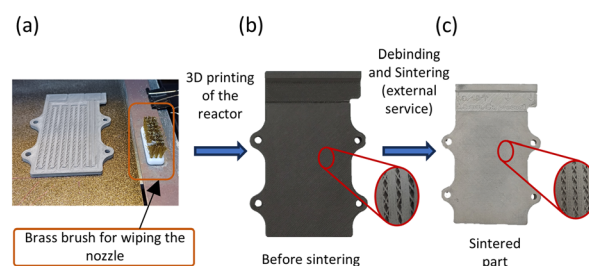 (a)
Brass brush for wiping the
nozzle
3D printing
of the
reactor
(b)
Before sintering
Debinding
and Sintering
(external
service)
(c)
Sintered
part